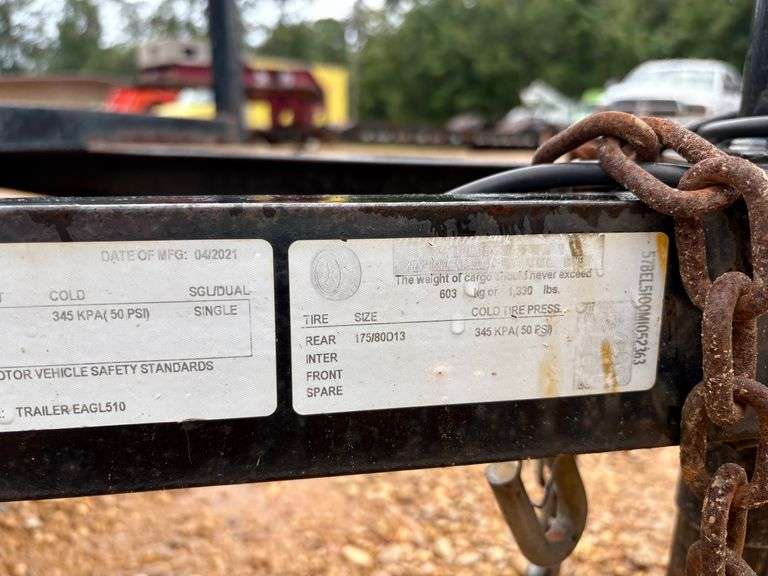 DATE OF MFG: 04/2021
COLD SGL/DUAL
345 KPA( 50 PSI) SINGLE
OTOR VEHICLE SAFETY STANDARDS
TRAILER EAGL510
The weight of cargo should never exceed
603 kg or 1,330 lbs.
TIRE SIZE COLD TIRE PRESS.
REAR 175/80D13 345 KPA( 50 PSI)
INTER
FRONT
SPARE